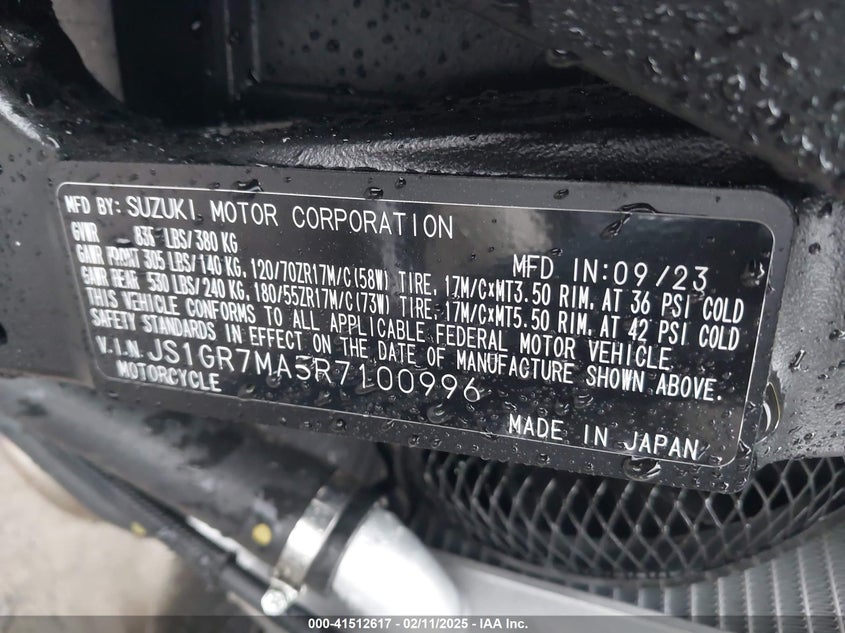 MFD BY: SUZUKI MOTOR CORPORATION
GVWR 836 LBS/ 380 KG MFD IN: 09/23
GAWR FRONT 305 LBS/ 140 KG, 120/70ZR17M/C(58W) TIRE, 17M/CxMT3.50 RIM, AT 36 PSI COLD
GAWR REAR 530 LBS/ 240 KG, 180/55ZR17M/C(73W) TIRE, 17M/CxMT5.50 RIM, AT 42 PSI COLD
THIS VEHICLE CONFORMS TO ALL APPLICABLE FEDERAL MOTOR VEHICLE
SAFETY STANDARDS IN EFFECT ON THE DATE OF MANUFACTURE SHOWN ABOVE.
V.I.N. JS1GR7MA5R7100996
MOTORCYCLE
MADE IN JAPAN
000-41512617 - 02/11/2025 - IAA Inc.